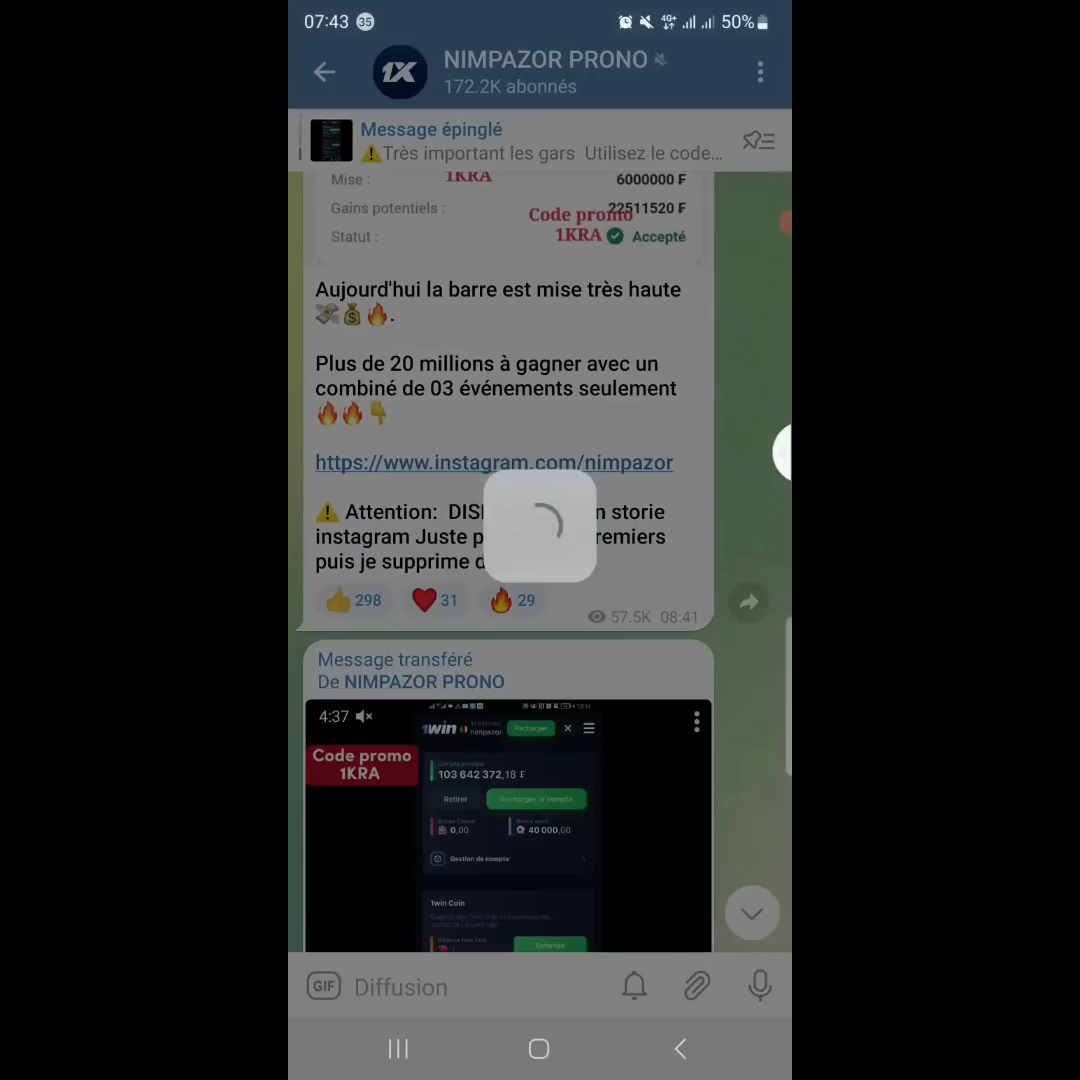 07:43 35 4G+ 50%
NIMPAZOR PRONO
172.2K abonnés
Message épinglé
⚠️Très important les gars Utilisez le code...
Mise : 1KRA 6000000 ₣
Gains potentiels : 22511520 ₣
Code promo
1KRA
Statut : Accepté
Aujourd'hui la barre est mise très haute
💸💰🔥.
Plus de 20 millions à gagner avec un
combiné de 03 événements seulement
🔥🔥👇
https://www.instagram.com/nimpazor
⚠️ Attention: storie
instagram Juste
puis je supprime
👍 298 ❤️ 31 🔥 29
57.5K 08:41
Message transféré
De NIMPAZOR PRONO
4:37
1win nimpazor Recharger
Code promo
1KRA
Compte principal
103 642 372,18 ₣
Retirer Recharger le compte
Bonus Casino Bonus sport
0,00 40 000,00
Gestion de compte
1win Coin
Echange
GIF Diffusion